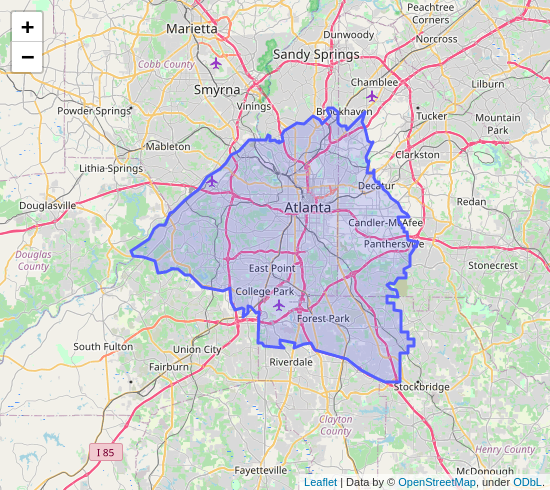 +
−
Marietta
Peachtree
Corners
Dunwoody
Norcross
Sandy Springs
Cobb County
Chamblee
Lilburn
Smyrna
Vinings
Brookhaven
Powder Springs
Tucker
Mountain
Park
Mableton
Clarkston
Lithia Springs
Decatur
Douglasville
Atlanta
Redan
Candler-McAfee
Panthersville
Douglas
County
East Point
Stonecrest
College Park
Forest Park
South Fulton
Union City
Riverdale
Fairburn
Stockbridge
Clayton
County
I 85
Henry County
Fayetteville
McDonough
Leaflet | Data by © OpenStreetMap, under ODbL.